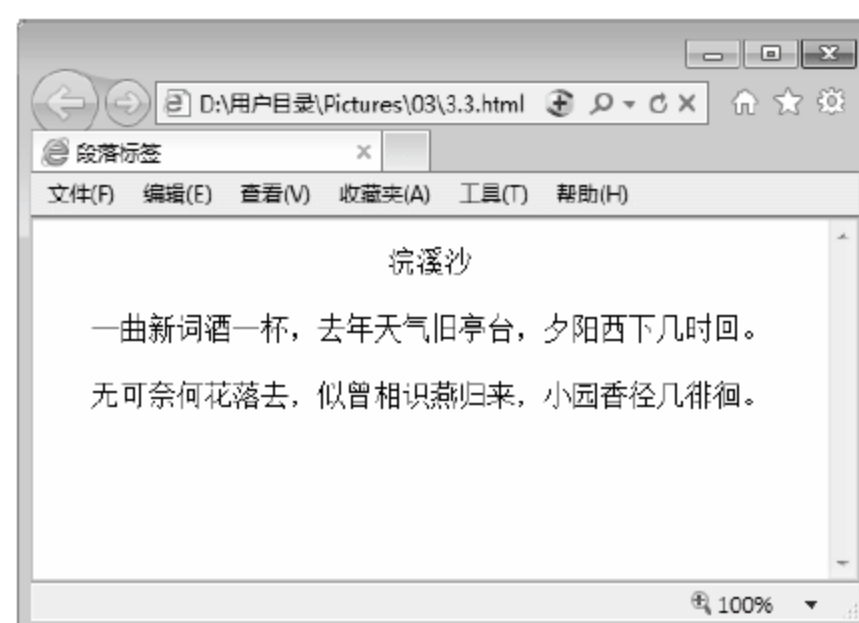 D:\用户目录\Pictures\03\3.3.html
段落标签
文件(F) 编辑(E) 查看(V) 收藏夹(A) 工具(T) 帮助(H)
浣溪沙
一曲新词酒一杯，去年天气旧亭台，夕阳西下几时回。
无可奈何花落去，似曾相识燕归来，小园香径几徘徊。
100%